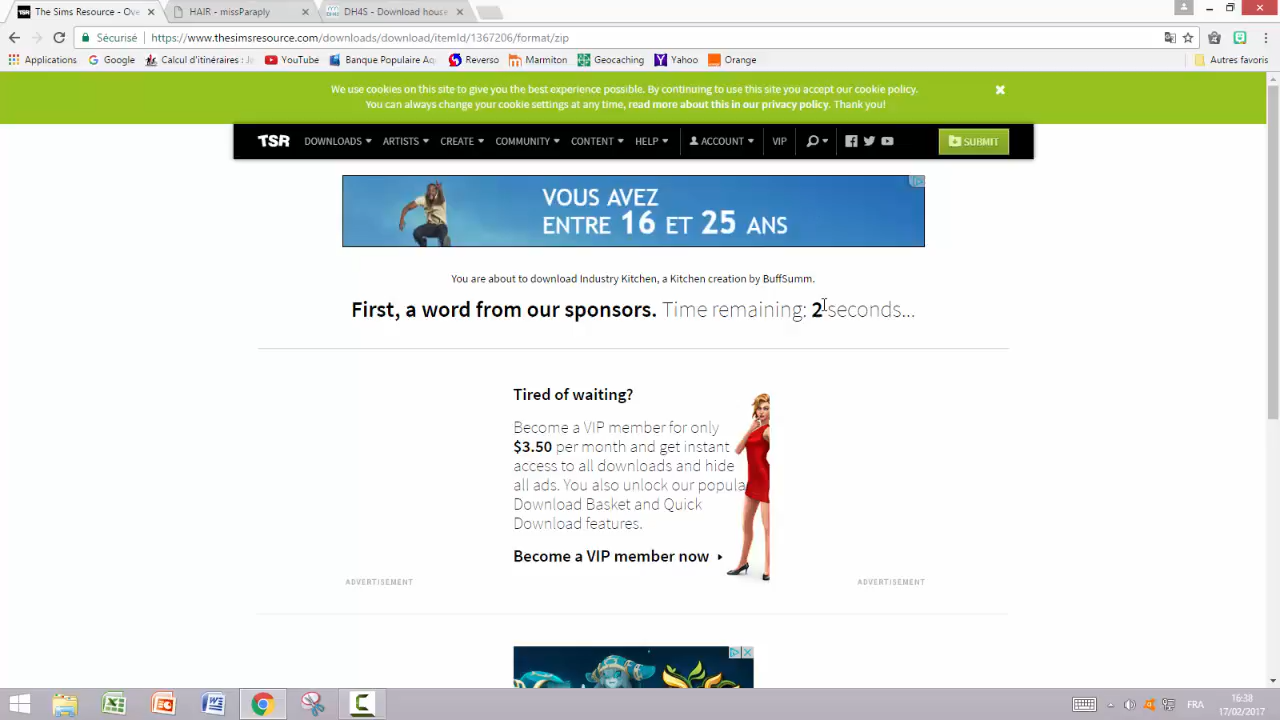 The Sims Resource - Ove
HAIR - missParaply
DH4S - Download house
Sécurisé
https://www.thesimsresource.com/downloads/download/itemId/1367206/format/zip
Applications
Google
Calcul d'itinéraires :
YouTube
Banque Populaire Aq
Reverso
Marmiton
Geocaching
Yahoo
Orange
Autres favoris
We use cookies on this site to give you the best experience possible. By continuing to use this site you accept our cookie policy.
You can always change your cookie settings at any time, read more about this in our privacy policy. Thank you!
TSR DOWNLOADS ARTISTS CREATE COMMUNITY CONTENT HELP ACCOUNT VIP SUBMIT
VOUS AVEZ
ENTRE 16 ET 25 ANS
You are about to download Industry Kitchen, a Kitchen creation by BuffSumm.
First, a word from our sponsors. Time remaining: 2 seconds...
Tired of waiting?
Become a VIP member for only
$3.50 per month and get instant
access to all downloads and hide
all ads. You also unlock our popula
Download Basket and Quick
Download features.
Become a VIP member now
ADVERTISEMENT
ADVERTISEMENT
FRA
16:38
17/02/2017